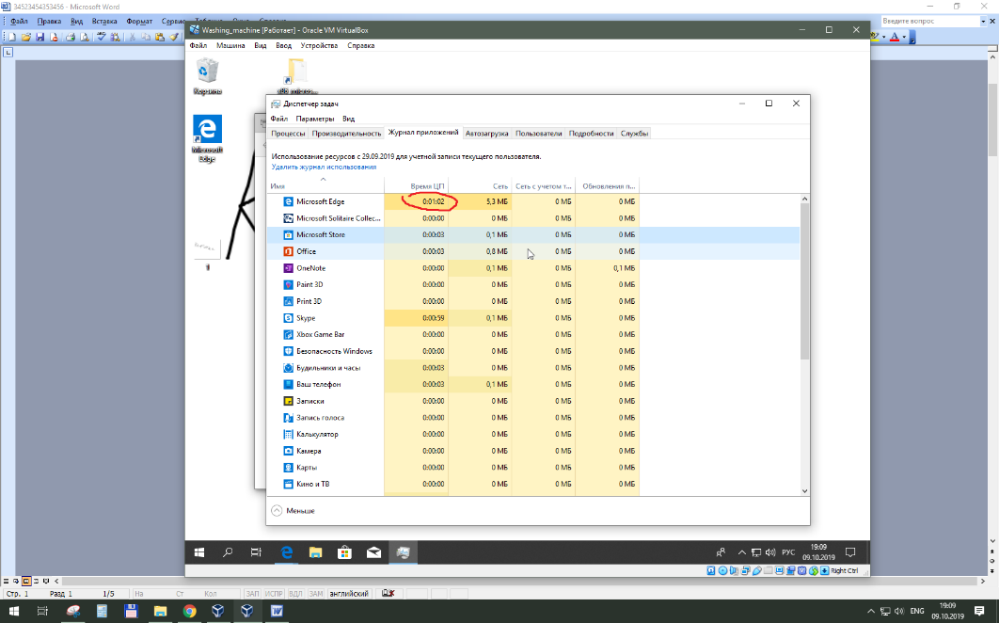 34523454353456 - Microsoft Word
Файл Правка Вид Вставка Формат Сервис
Введите вопрос
Washing_machine [Работает] - Oracle VM VirtualBox
Файл Машина Вид Ввод Устройства Справка
Корзина
Microsoft Edge
1
Диспетчер задач
Файл Параметры Вид
Процессы Производительность Журнал приложений Автозагрузка Пользователи Подробности Службы
Использование ресурсов с 29.09.2019 для учетной записи текущего пользователя.
Удалить журнал использования
Имя Время ЦП Сеть Сеть с учетом т... Обновления п...
Microsoft Edge 0:01:02 5,3 МБ 0 МБ 0 МБ
Microsoft Solitaire Collec... 0:00:00 0 МБ 0 МБ 0 МБ
Microsoft Store 0:00:03 0,1 МБ 0 МБ 0 МБ
Office 0:00:03 0,8 МБ 0 МБ 0 МБ
OneNote 0:00:00 0,1 МБ 0 МБ 0,1 МБ
Paint 3D 0:00:00 0 МБ 0 МБ 0 МБ
Print 3D 0:00:00 0 МБ 0 МБ 0 МБ
Skype 0:00:59 0,1 МБ 0 МБ 0 МБ
Xbox Game Bar 0:00:00 0 МБ 0 МБ 0 МБ
Безопасность Windows 0:00:00 0 МБ 0 МБ 0 МБ
Будильники и часы 0:00:03 0 МБ 0 МБ 0 МБ
Ваш телефон 0:00:03 0,1 МБ 0 МБ 0 МБ
Записки 0:00:00 0 МБ 0 МБ 0 МБ
Запись голоса 0:00:00 0 МБ 0 МБ 0 МБ
Калькулятор 0:00:00 0 МБ 0 МБ 0 МБ
Камера 0:00:00 0 МБ 0 МБ 0 МБ
Карты 0:00:00 0 МБ 0 МБ 0 МБ
Кино и ТВ 0:00:00 0 МБ 0 МБ 0 МБ
Меньше
РУС 19:09
09.10.2019
Right Ctrl
Стр. 1 Разд 1 1/5 На Ст Кол ЗАП ИСПР ВДЛ ЗАМ английский
ENG 19:09
09.10.2019